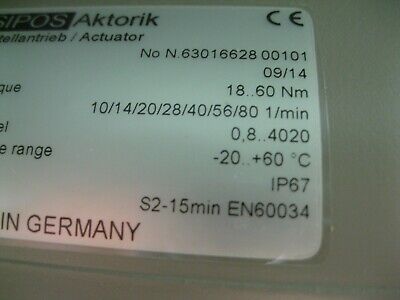 SIPOS Aktorik CE
tellantrieb / Actuator
No N.63016628 00101
09/14
que 18..60 Nm
10/14/20/28/40/56/80 1/min
el 0,8..4020
e range -20..+60 °C
IP67
S2-15min EN60034
IN GERMANY